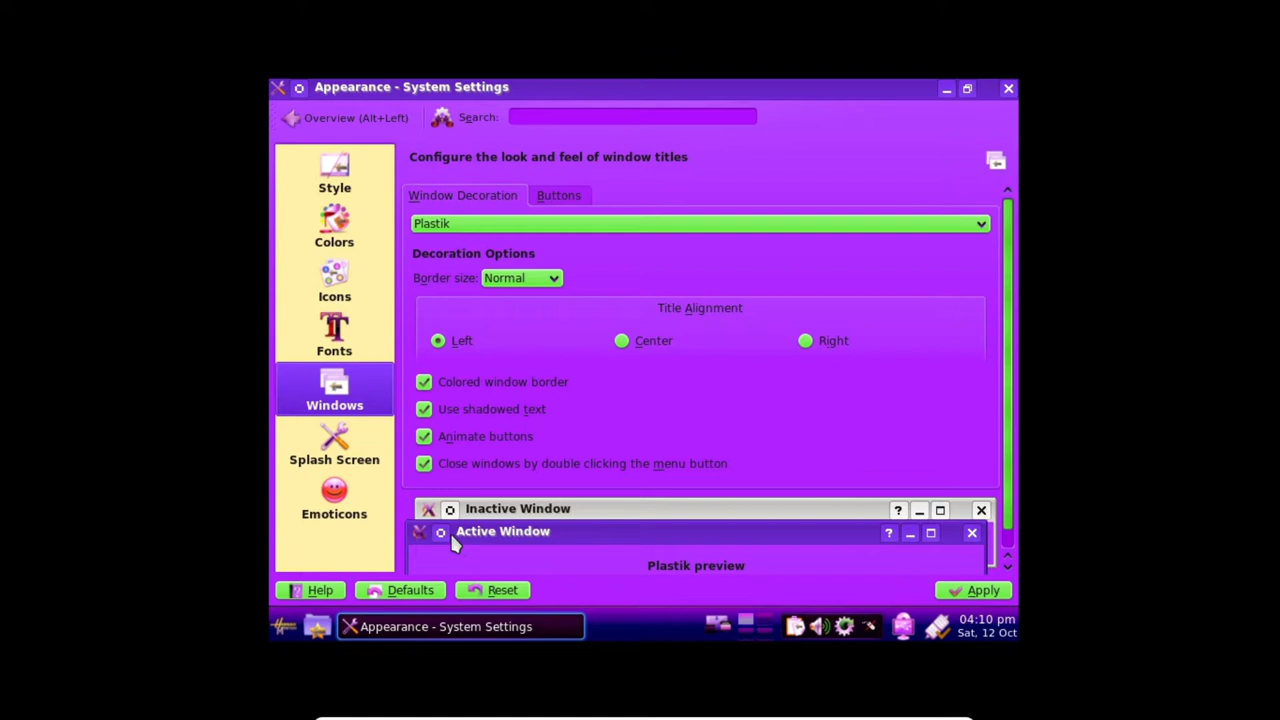 Appearance - System Settings
Overview (Alt+Left)
Search:
Configure the look and feel of window titles
Style
Colors
Icons
Fonts
Windows
Splash Screen
Emoticons
Window Decoration
Buttons
Plastik
Decoration Options
Border size: Normal
Title Alignment
Left
Center
Right
Colored window border
Use shadowed text
Animate buttons
Close windows by double clicking the menu button
Inactive Window
Active Window
Plastik preview
Help
Defaults
Reset
Apply
Appearance - System Settings
04:10 pm
Sat, 12 Oct